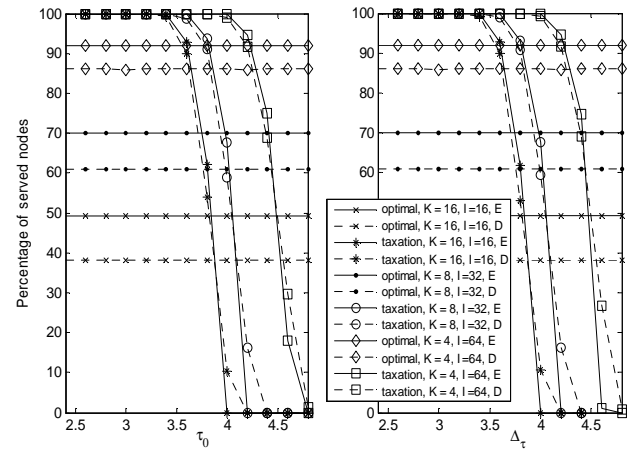 Percentage of served nodes
100
90
80
70
60
50
40
30
20
10
0
2.5 3 3.5 4 4.5
τ0
100
90
80
70
60
50
40
30
20
10
0
2.5 3 3.5 4 4.5
Δτ
optimal, K = 16, I=16, E
optimal, K = 16, I=16, D
taxation, K = 16, I=16, E
taxation, K = 16, I=16, D
optimal, K = 8, I=32, E
optimal, K = 8, I=32, D
taxation, K = 8, I=32, E
taxation, K = 8, I=32, D
optimal, K = 4, I=64, E
optimal, K = 4, I=64, D
taxation, K = 4, I=64, E
taxation, K = 4, I=64, D